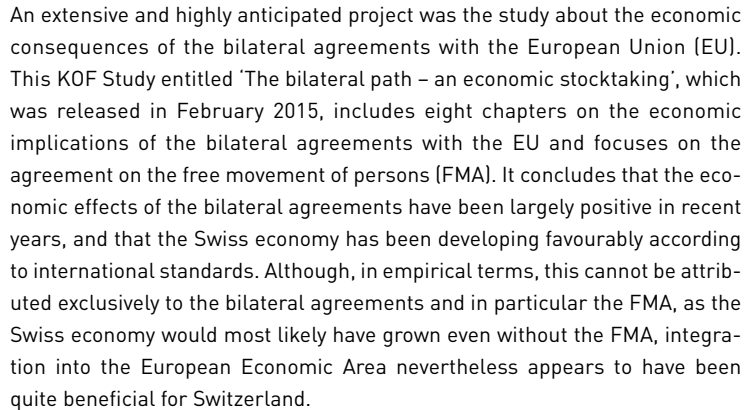 An extensive and highly anticipated project was the study about the economic
consequences of the bilateral agreements with the European Union (EU).
This KOF Study entitled ‘The bilateral path – an economic stocktaking’, which
was released in February 2015, includes eight chapters on the economic
implications of the bilateral agreements with the EU and focuses on the
agreement on the free movement of persons (FMA). It concludes that the eco-
nomic effects of the bilateral agreements have been largely positive in recent
years, and that the Swiss economy has been developing favourably according
to international standards. Although, in empirical terms, this cannot be attrib-
uted exclusively to the bilateral agreements and in particular the FMA, as the
Swiss economy would most likely have grown even without the FMA, integra-
tion into the European Economic Area nevertheless appears to have been
quite beneficial for Switzerland.